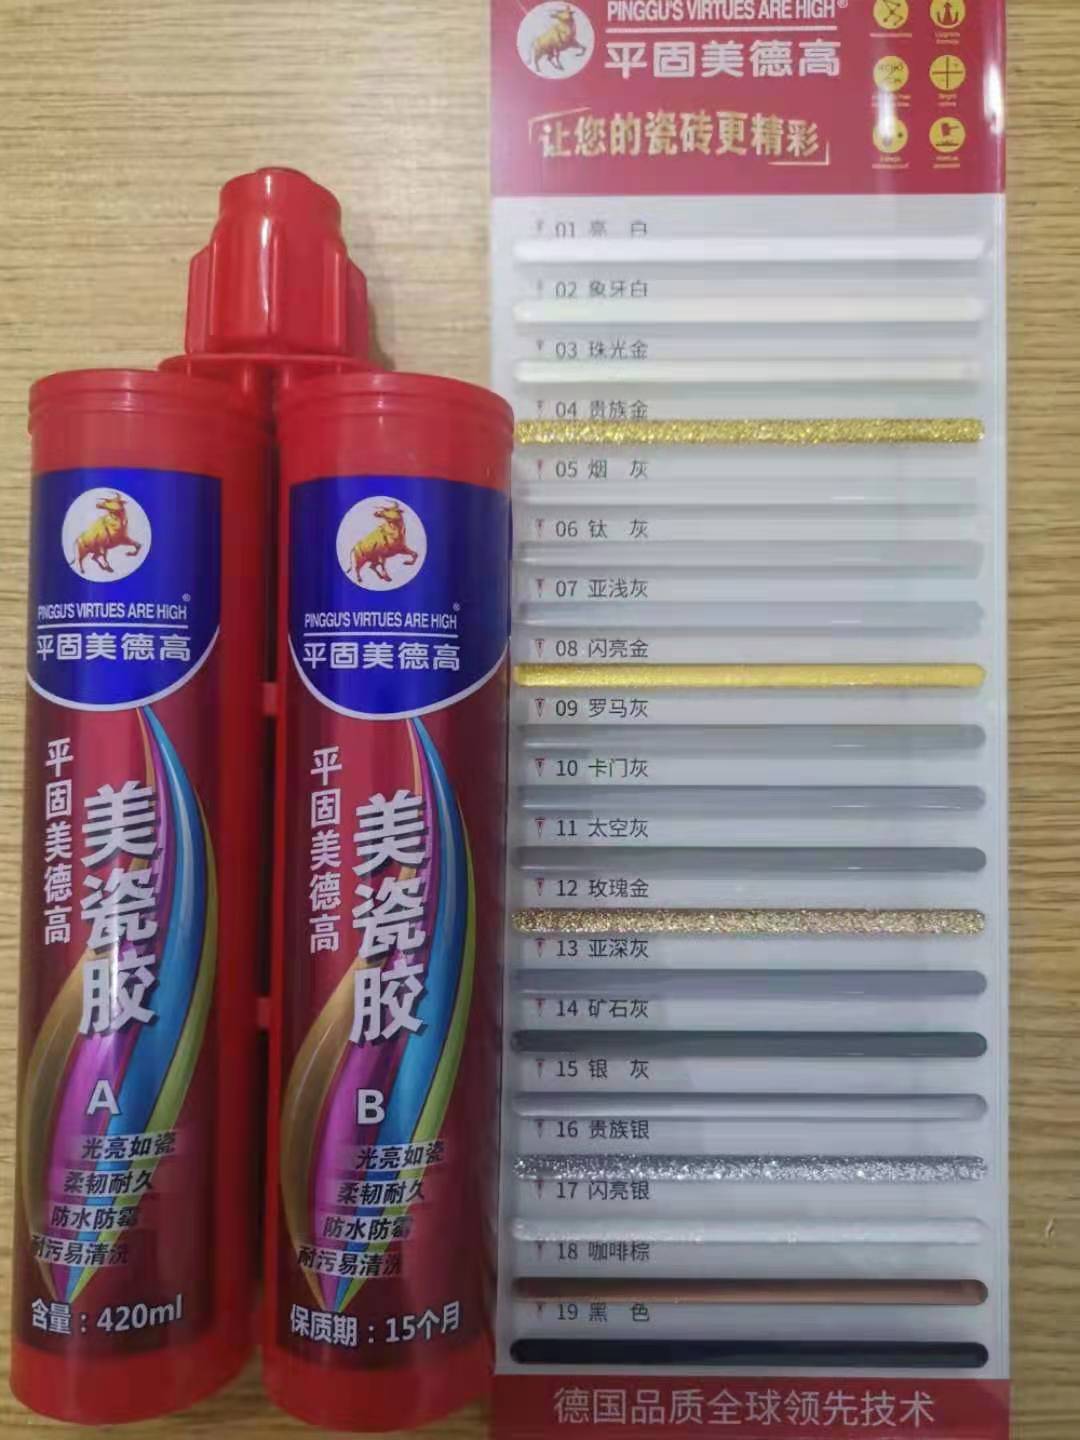 PINGGU'S VIRTUES ARE HIGH®
平固美德高
让您的瓷砖更精彩
01 亮 白
02 象牙白
03 珠光金
04 贵族金
05 烟 灰
06 钛 灰
07 亚浅灰
08 闪亮金
09 罗马灰
10 卡门灰
11 太空灰
12 玫瑰金
13 亚深灰
14 矿石灰
15 银 灰
16 贵族银
17 闪亮银
18 咖啡棕
19 黑 色
德国品质全球领先技术
PINGGU'S VIRTUES ARE HIGH®
平固美德高
平固美德高
美瓷胶
A
光亮如瓷
柔韧耐久
防水防霉
耐污易清洗
含量：420ml
PINGGU'S VIRTUES ARE HIGH®
平固美德高
平固美德高
美瓷胶
B
光亮如瓷
柔韧耐久
防水防霉
耐污易清洗
保质期：15个月